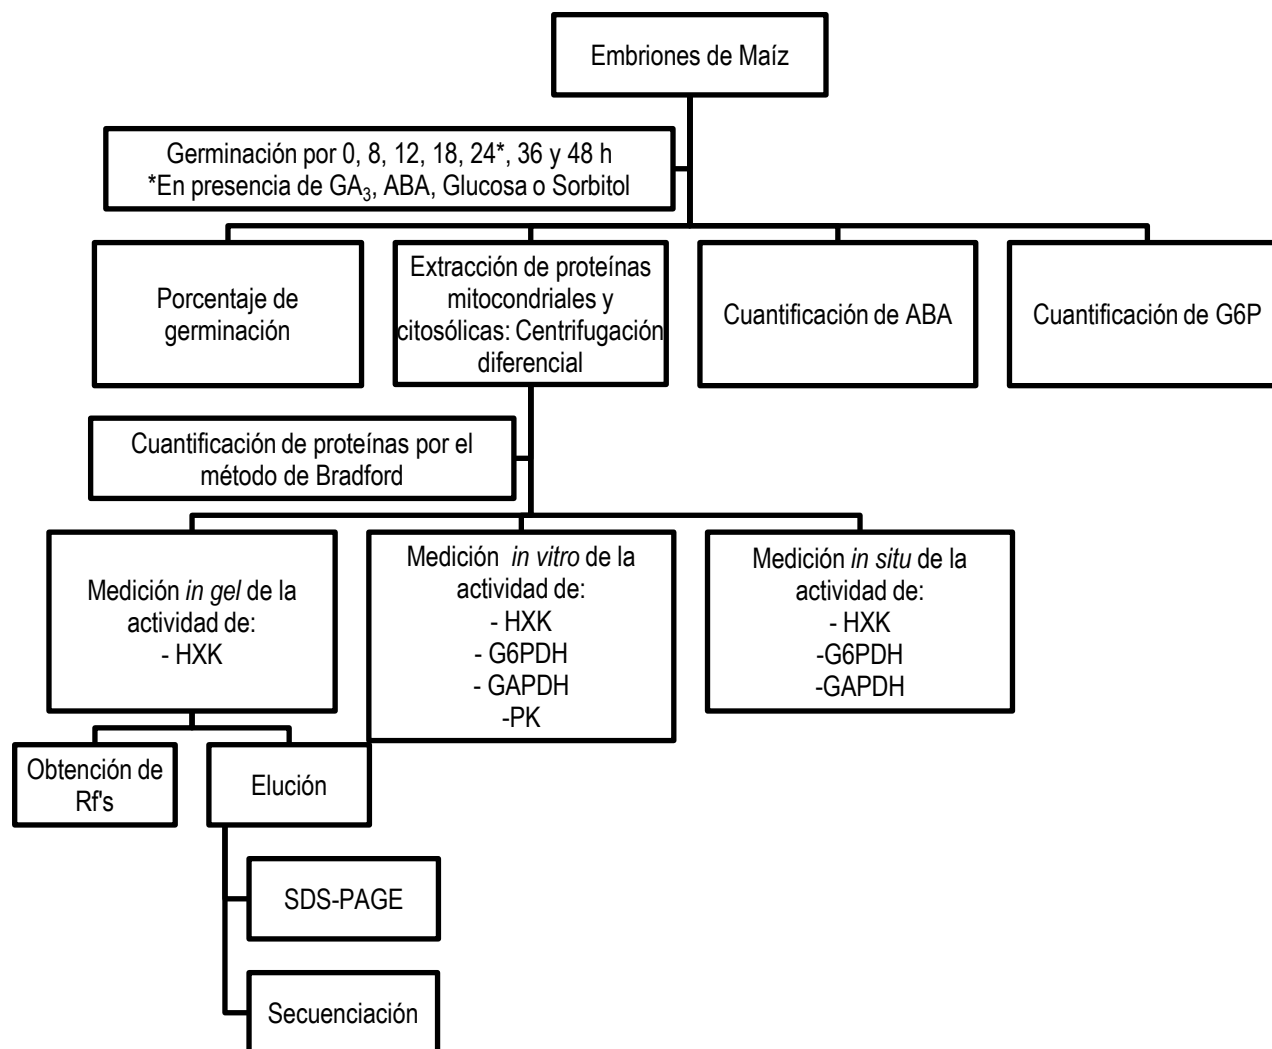 Embriones de Maíz
Germinación por 0, 8, 12, 18, 24*, 36 y 48 h
*En presencia de GA₃, ABA, Glucosa o Sorbitol
Porcentaje de
germinación
Extracción de proteínas
mitocondriales y
citosólicas: Centrifugación
diferencial
Cuantificación de ABA
Cuantificación de G6P
Cuantificación de proteínas por el
método de Bradford
Medición in gel de la
actividad de:
- HXK
Medición in vitro de la
actividad de:
- HXK
- G6PDH
- GAPDH
-PK
Medición in situ de la
actividad de:
- HXK
-G6PDH
-GAPDH
Obtención de
Rf's
Elución
SDS-PAGE
Secuenciación